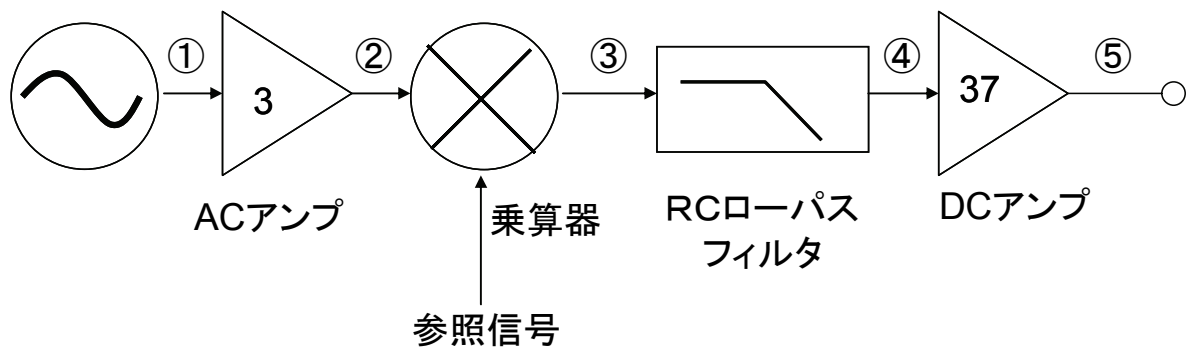 ①
②
③
④
⑤
3
37
ACアンプ
乗算器
RCローパス
フィルタ
DCアンプ
参照信号